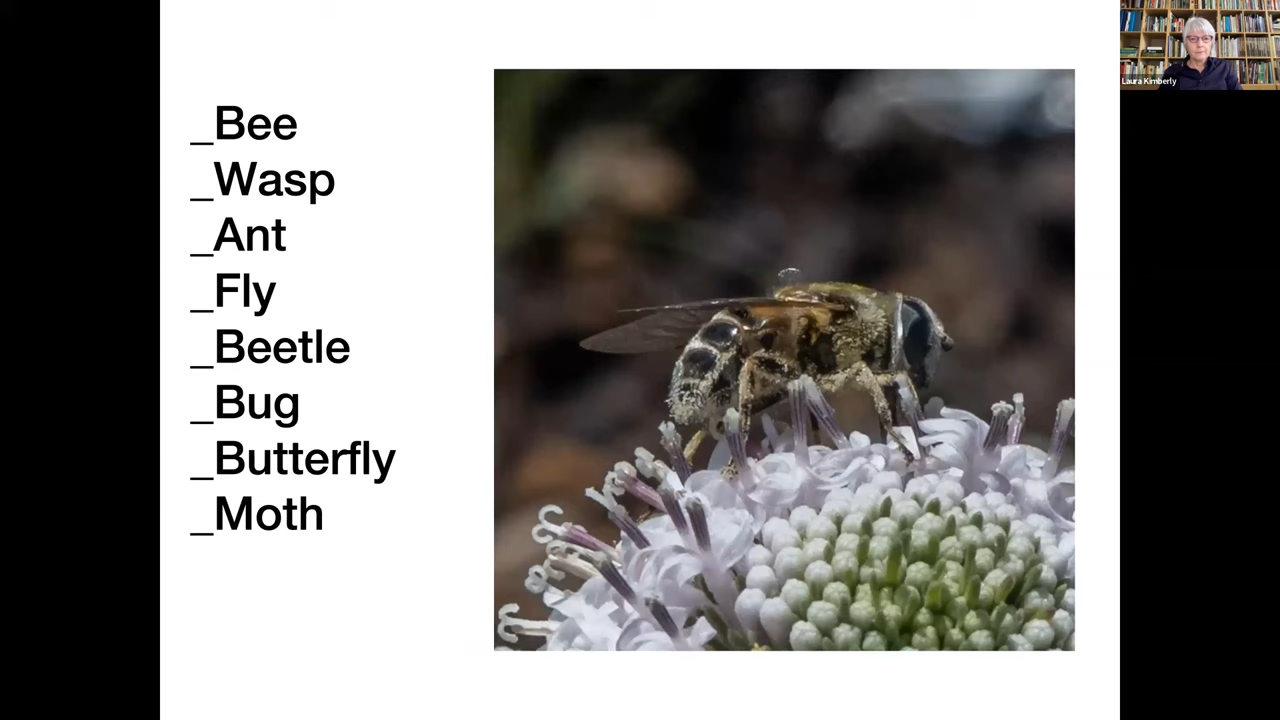 _Bee
_Wasp
_Ant
_Fly
_Beetle
_Bug
_Butterfly
_Moth
Laura Kimberly